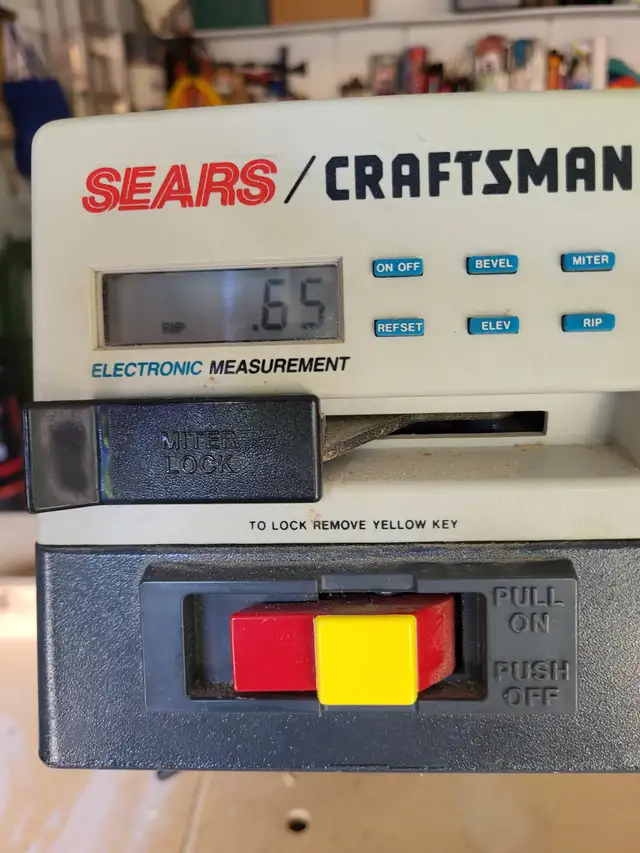 SEARS / CRAFTSMAN
ON OFF BEVEL MITER
RIP .65
REFSET ELEV RIP
ELECTRONIC MEASUREMENT
MITER
LOCK
TO LOCK REMOVE YELLOW KEY
PULL
ON
PUSH
OFF